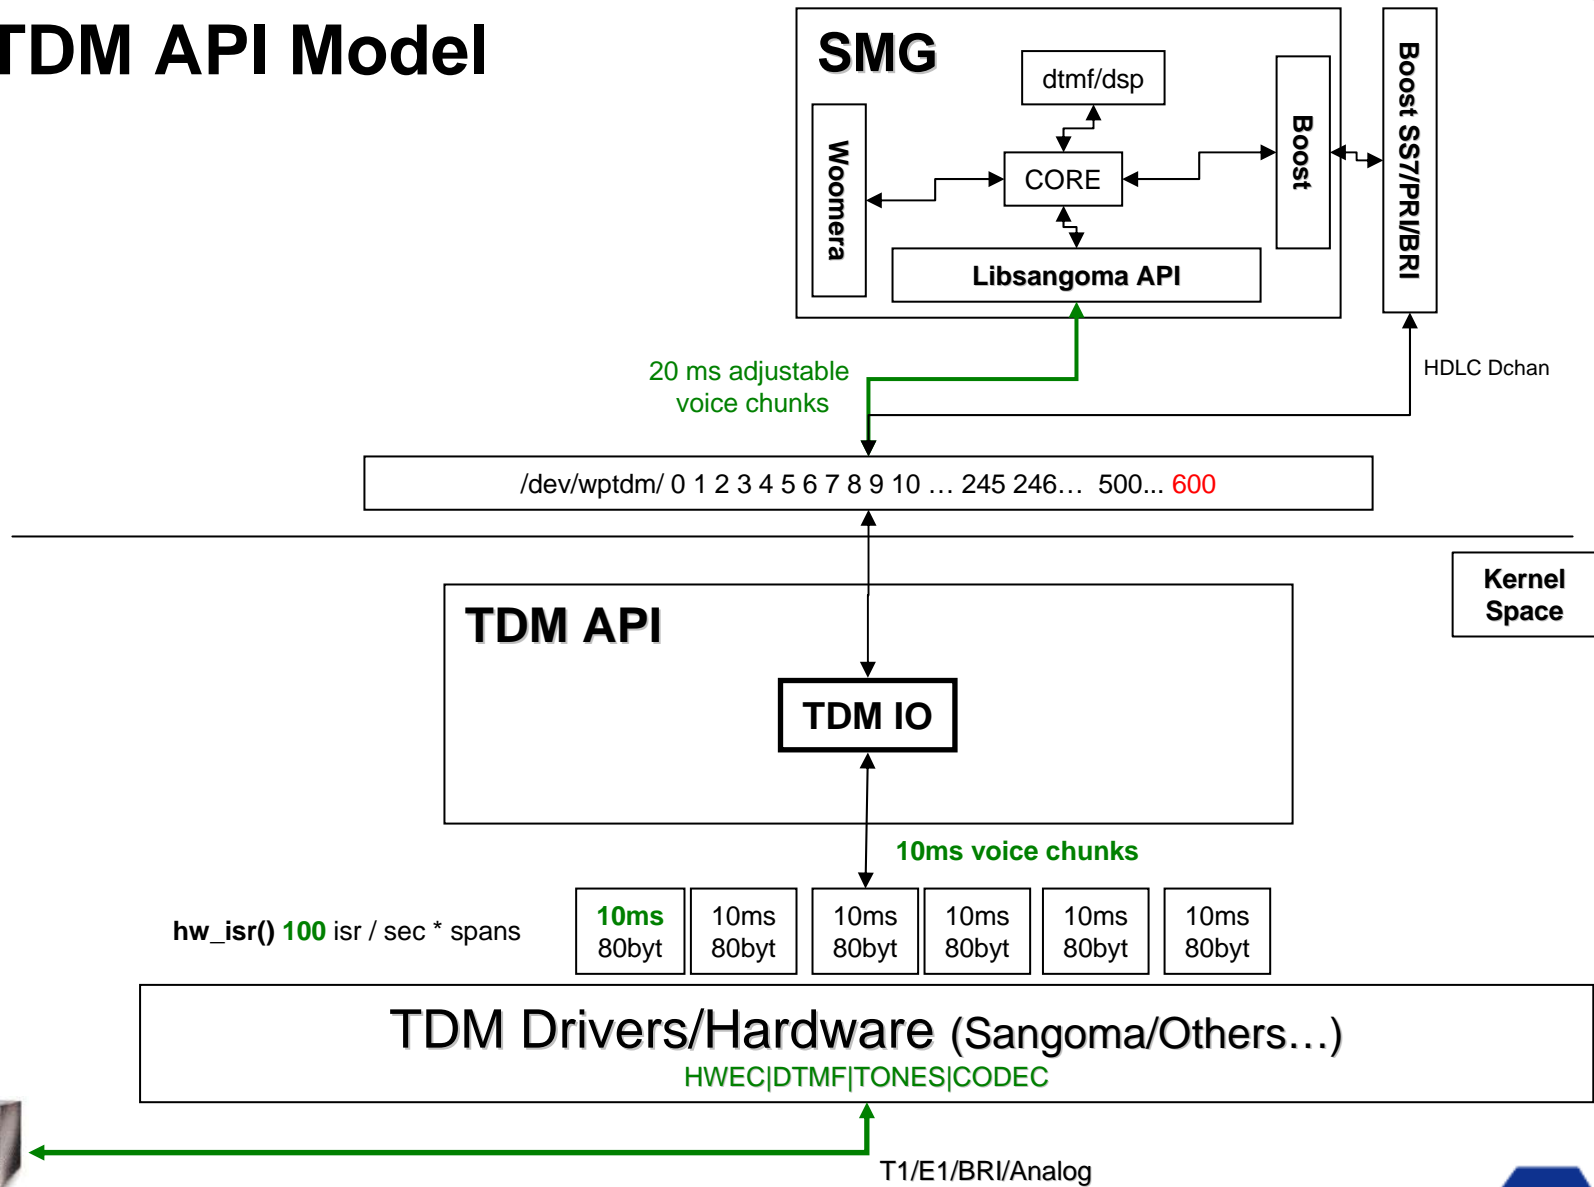 TDM API Model
SMG
dtmf/dsp
Woomera
CORE
Boost
Boost SS7/PRI/BRI
Libsangoma API
20 ms adjustable
voice chunks
HDLC Dchan
/dev/wptdm/ 0 1 2 3 4 5 6 7 8 9 10 … 245 246… 500... 600
Kernel
Space
TDM API
TDM IO
10ms voice chunks
hw_isr() 100 isr / sec * spans
10ms
80byt
10ms
80byt
10ms
80byt
10ms
80byt
10ms
80byt
10ms
80byt
TDM Drivers/Hardware (Sangoma/Others…)
HWEC|DTMF|TONES|CODEC
T1/E1/BRI/Analog